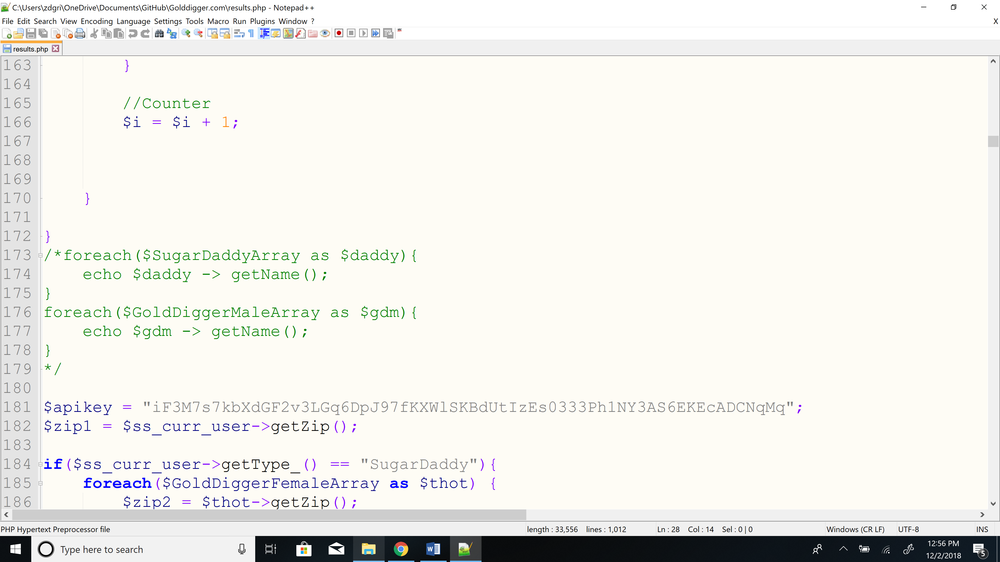 C:\Users\zdgri\OneDrive\Documents\GitHub\Golddigger.com\results.php - Notepad++
File Edit Search View Encoding Language Settings Tools Macro Run Plugins Window ? X
results.php
163 }
164
165 //Counter
166 $i = $i + 1;
167
168
169
170 }
171
172 }
173 /*foreach($SugarDaddyArray as $daddy){
174 echo $daddy -> getName();
175 }
176 foreach($GoldDiggerMaleArray as $gdm){
177 echo $gdm -> getName();
178 }
179 */
180
181 $apikey = "iF3M7s7kbXdGF2v3LGq6DpJ97fKXWlSKBdUtIzEs0333Ph1NY3AS6EKEcADCNqMq";
182 $zip1 = $ss_curr_user->getZip();
183
184 if($ss_curr_user->getType_() == "SugarDaddy"){
185 foreach($GoldDiggerFemaleArray as $thot) {
186 $zip2 = $thot->getZip();
PHP Hypertext Preprocessor file length : 33,556 lines : 1,012 Ln : 28 Col : 14 Sel : 0 | 0 Windows (CR LF) UTF-8 INS
Type here to search
12:56 PM
12/2/2018
5